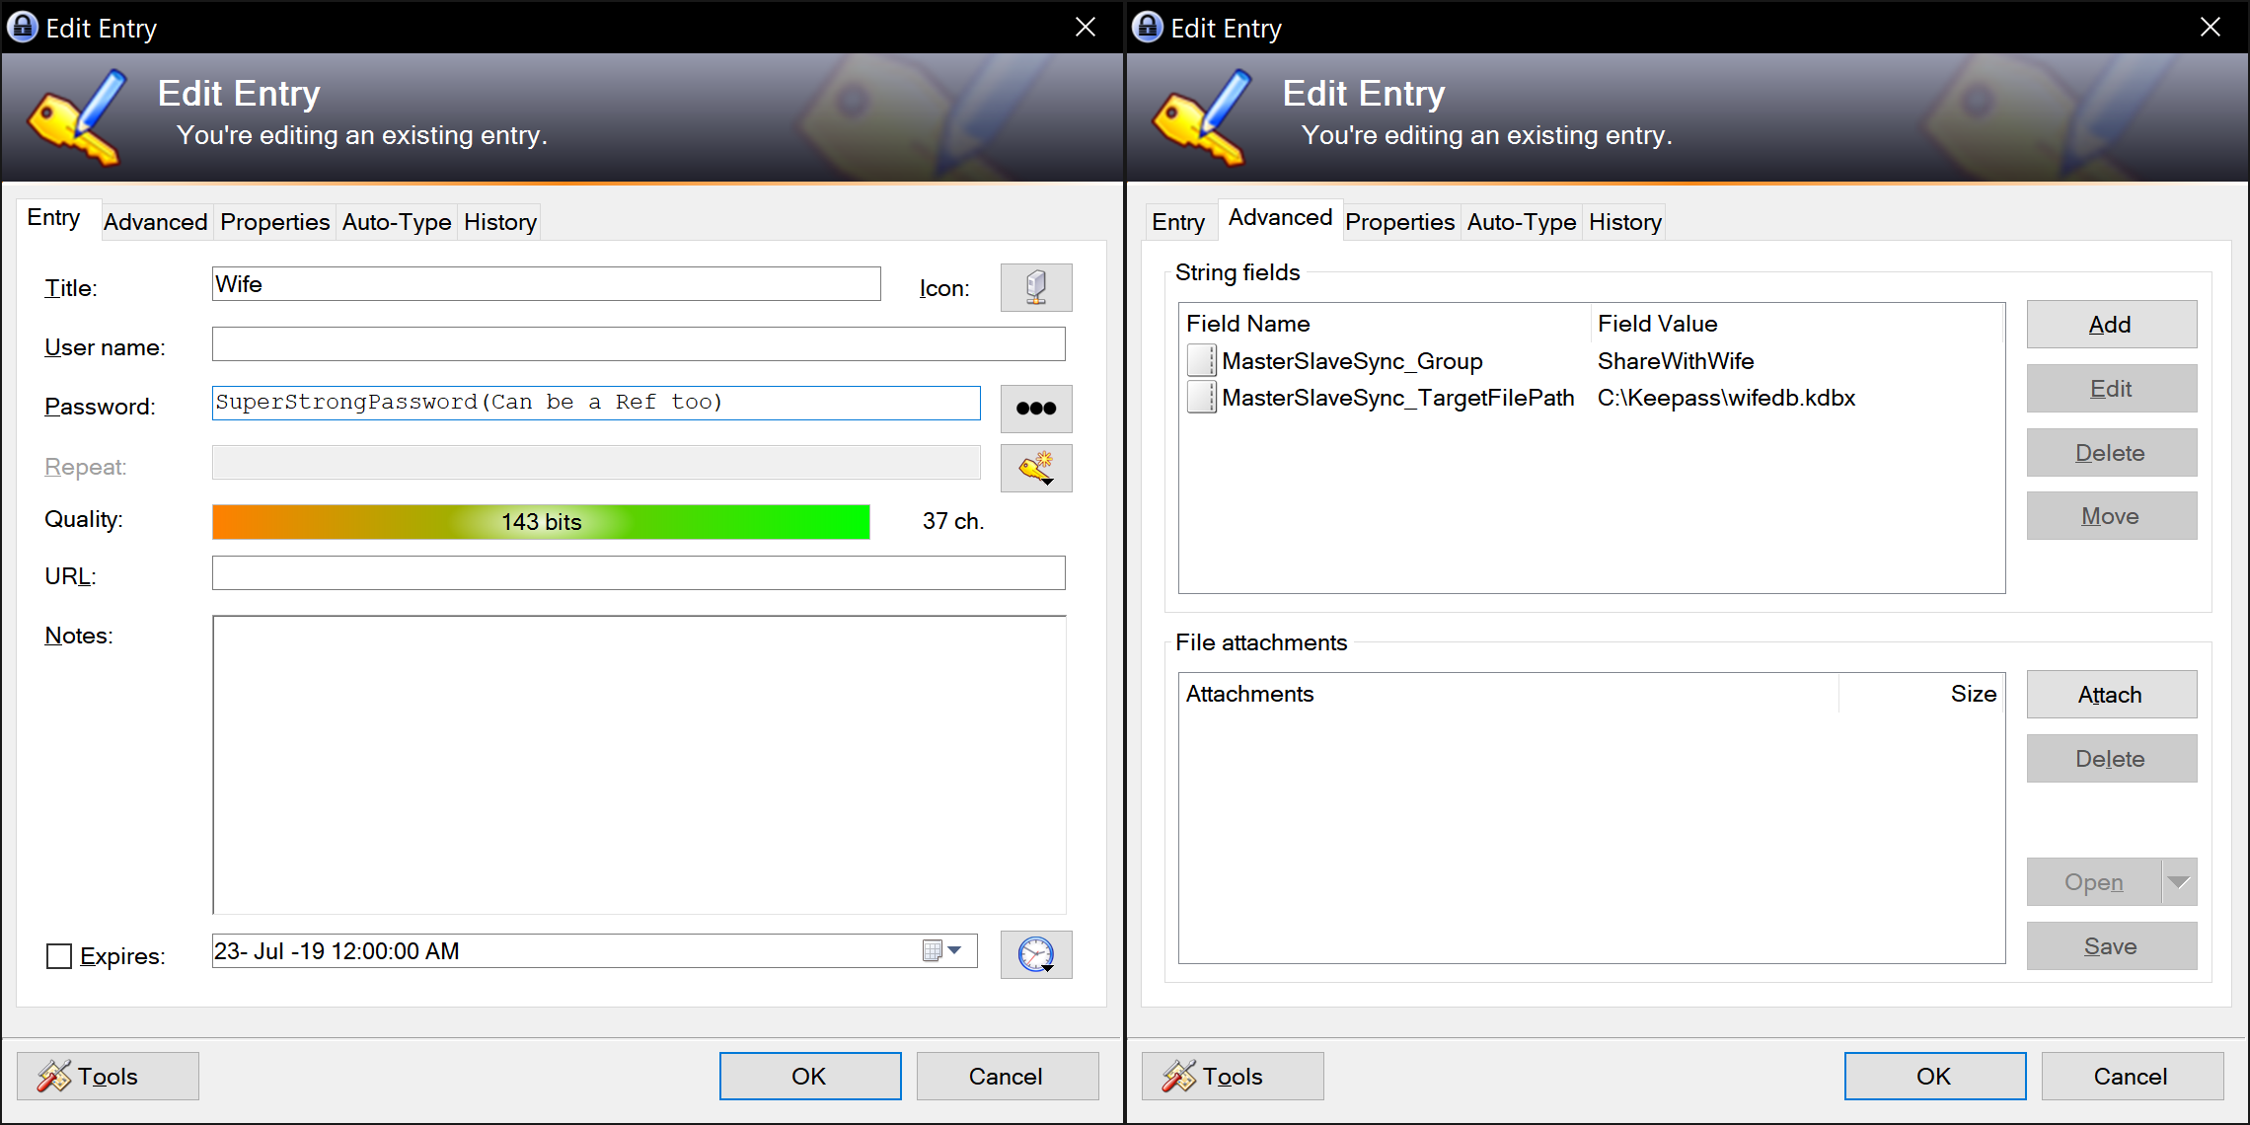 Edit Entry
Edit Entry
You're editing an existing entry.
Entry Advanced Properties Auto-Type History
Title: Wife Icon:
User name:
Password: SuperStrongPassword(Can be a Ref too)
Repeat:
Quality: 143 bits 37 ch.
URL:
Notes:
Expires: 23- Jul -19 12:00:00 AM
Tools OK Cancel
Edit Entry
Edit Entry
You're editing an existing entry.
Entry Advanced Properties Auto-Type History
String fields
Field Name Field Value Add
MasterSlaveSync_Group ShareWithWife
MasterSlaveSync_TargetFilePath C:\Keepass\wifedb.kdbx Edit
Delete
Move
File attachments
Attachments Size Attach
Delete
Open
Save
Tools OK Cancel